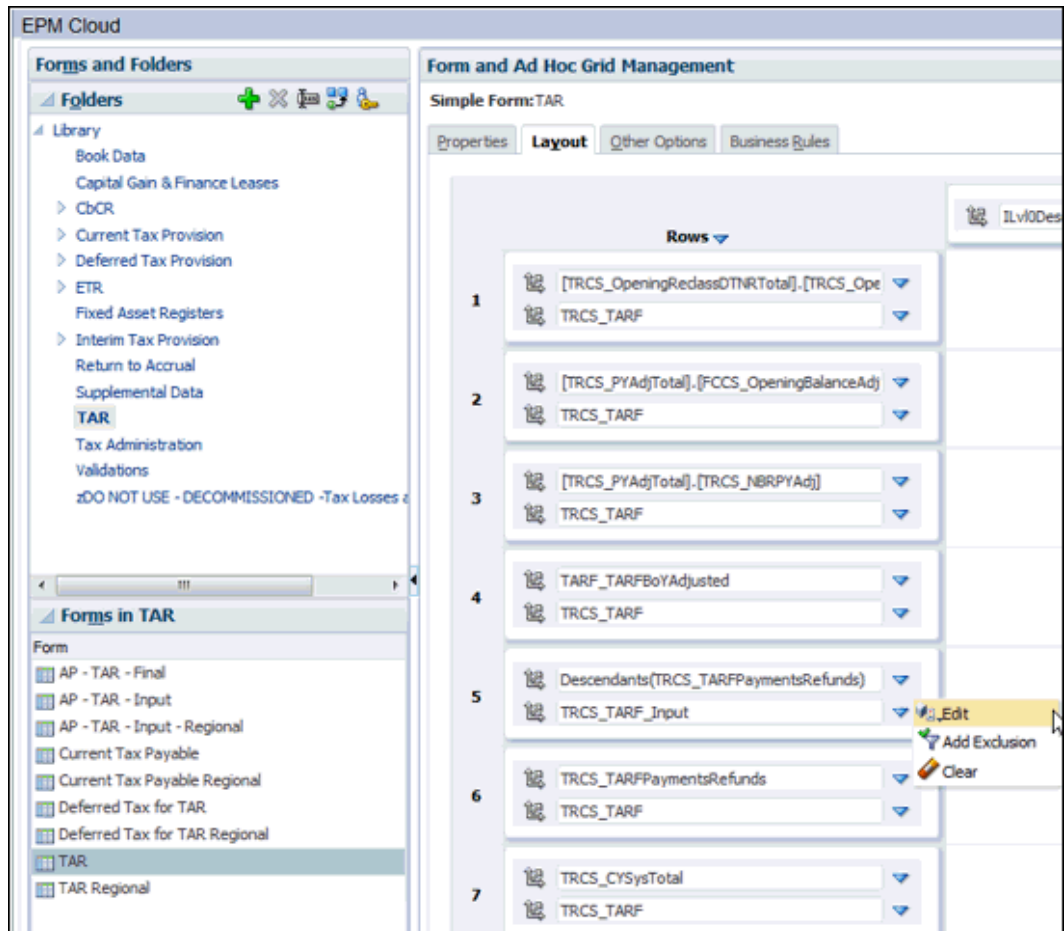 EPM Cloud
Forms and Folders
Folders
Library
Book Data
Capital Gain & Finance Leases
CbCR
Current Tax Provision
Deferred Tax Provision
ETR
Fixed Asset Registers
Interim Tax Provision
Return to Accrual
Supplemental Data
TAR
Tax Administration
Validations
zDO NOT USE - DECOMMISSIONED -Tax Losses a
Forms in TAR
Form
AP - TAR - Final
AP - TAR - Input
AP - TAR - Input - Regional
Current Tax Payable
Current Tax Payable Regional
Deferred Tax for TAR
Deferred Tax for TAR Regional
TAR
TAR Regional
Form and Ad Hoc Grid Management
Simple Form:TAR
Properties Layout Other Options Business Rules
ILvl0Des
Rows
1
[TRCS_OpeningReclassDTNRTotal].[TRCS_Ope
TRCS_TARF
2
[TRCS_PYAdjTotal].[FCCS_OpeningBalanceAdj
TRCS_TARF
3
[TRCS_PYAdjTotal].[TRCS_NBRPYAdj]
TRCS_TARF
4
TARF_TARFBoYAdjusted
TRCS_TARF
5
Descendants(TRCS_TARFPaymentsRefunds)
TRCS_TARF_Input
Edit
Add Exclusion
Clear
6
TRCS_TARFPaymentsRefunds
TRCS_TARF
7
TRCS_CYSysTotal
TRCS_TARF